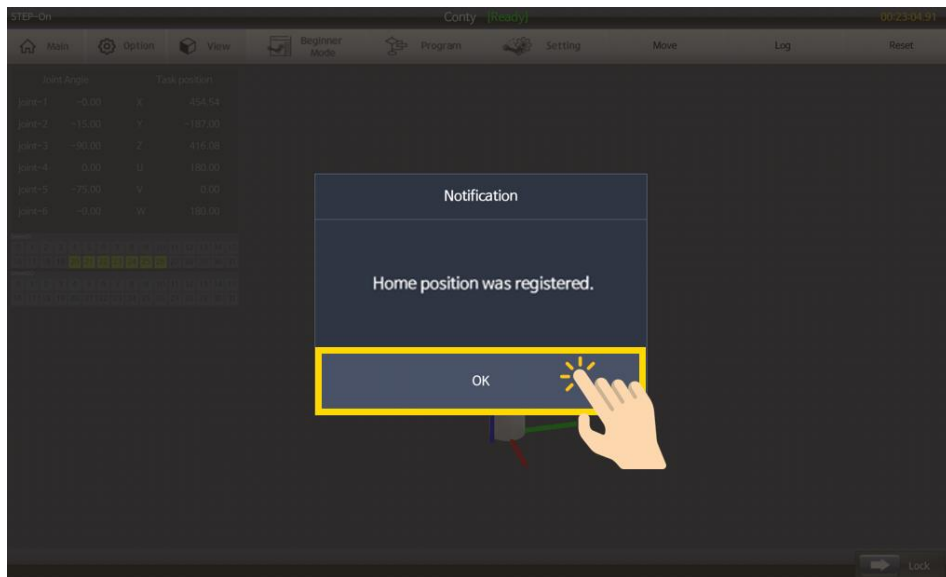 STEP-On
Conty [Ready]
00:23:04.91
Main
Option
View
Beginner
Mode
Program
Setting
Move
Log
Reset
Joint Angle Task position
Joint-1 -0.00 X 454.54
Joint-2 -15.00 Y -187.00
Joint-3 -90.00 Z 416.08
Joint-4 0.00 U 180.00
Joint-5 -75.00 V 0.00
Joint-6 -0.00 W 180.00
Notification
Home position was registered.
OK
Lock